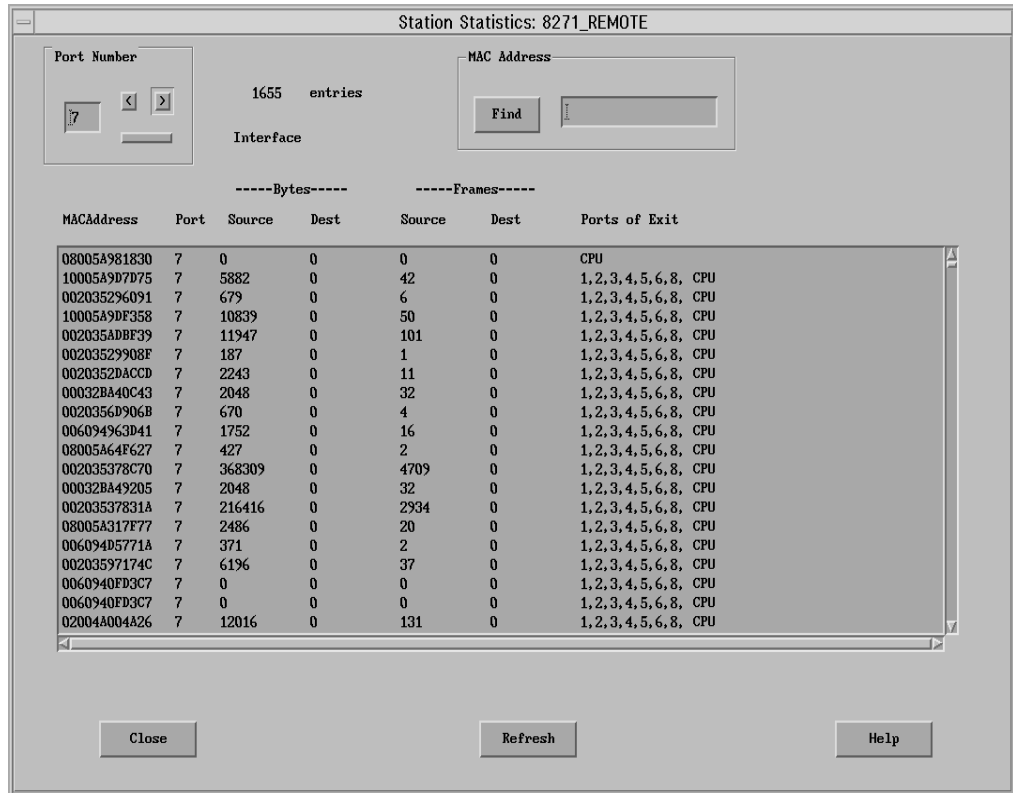 Station Statistics: 8271_REMOTE
Port Number
MAC Address
7 < > 1655 entries Find
Interface
-----Bytes----- -----Frames-----
MACAddress Port Source Dest Source Dest Ports of Exit
08005A981830 7 0 0 0 0 CPU
10005A9D7D75 7 5882 0 42 0 1,2,3,4,5,6,8, CPU
002035296091 7 679 0 6 0 1,2,3,4,5,6,8, CPU
10005A9DF358 7 10839 0 50 0 1,2,3,4,5,6,8, CPU
002035ADBF39 7 11947 0 101 0 1,2,3,4,5,6,8, CPU
00203529908F 7 187 0 1 0 1,2,3,4,5,6,8, CPU
0020352DACCD 7 2243 0 11 0 1,2,3,4,5,6,8, CPU
00032BA40C43 7 2048 0 32 0 1,2,3,4,5,6,8, CPU
0020356D906B 7 670 0 4 0 1,2,3,4,5,6,8, CPU
006094963D41 7 1752 0 16 0 1,2,3,4,5,6,8, CPU
08005A64F627 7 427 0 2 0 1,2,3,4,5,6,8, CPU
002035378C70 7 368309 0 4709 0 1,2,3,4,5,6,8, CPU
00032BA49205 7 2048 0 32 0 1,2,3,4,5,6,8, CPU
00203537831A 7 216416 0 2934 0 1,2,3,4,5,6,8, CPU
08005A317F77 7 2486 0 20 0 1,2,3,4,5,6,8, CPU
006094D5771A 7 371 0 2 0 1,2,3,4,5,6,8, CPU
00203597174C 7 6196 0 37 0 1,2,3,4,5,6,8, CPU
0060940FD3C7 7 0 0 0 0 1,2,3,4,5,6,8, CPU
0060940FD3C7 7 0 0 0 0 1,2,3,4,5,6,8, CPU
02004A004A26 7 12016 0 131 0 1,2,3,4,5,6,8, CPU
Close Refresh Help